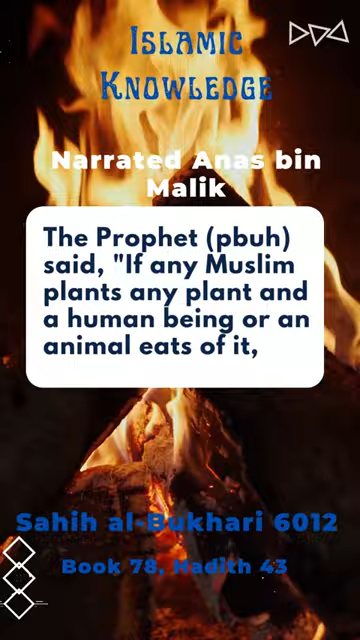 Islamic
Knowledge
Narrated Anas bin
Malik
The Prophet (pbuh)
said, "If any Muslim
plants any plant and
a human being or an
animal eats of it,
Sahih al-Bukhari 6012
Book 78, Hadith 43